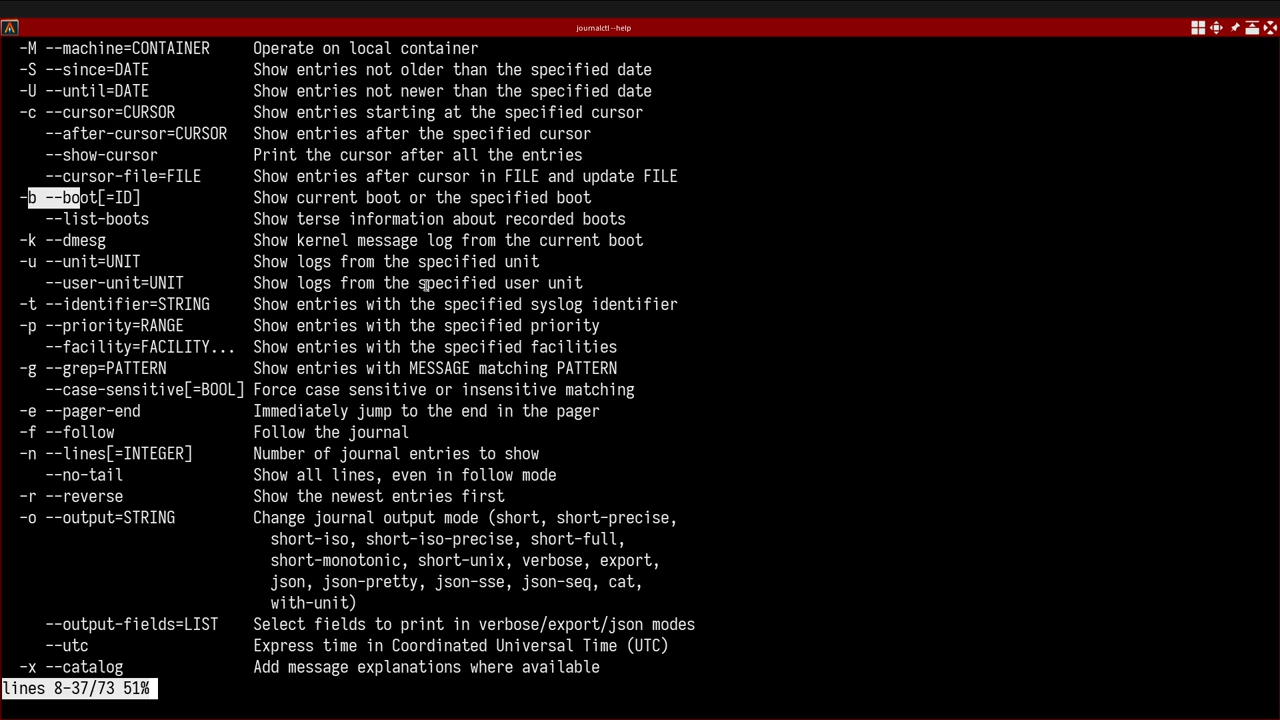 journalctl --help
-M --machine=CONTAINER Operate on local container
-S --since=DATE Show entries not older than the specified date
-U --until=DATE Show entries not newer than the specified date
-c --cursor=CURSOR Show entries starting at the specified cursor
--after-cursor=CURSOR Show entries after the specified cursor
--show-cursor Print the cursor after all the entries
--cursor-file=FILE Show entries after cursor in FILE and update FILE
-b --boot[=ID] Show current boot or the specified boot
--list-boots Show terse information about recorded boots
-k --dmesg Show kernel message log from the current boot
-u --unit=UNIT Show logs from the specified unit
--user-unit=UNIT Show logs from the specified user unit
-t --identifier=STRING Show entries with the specified syslog identifier
-p --priority=RANGE Show entries with the specified priority
--facility=FACILITY... Show entries with the specified facilities
-g --grep=PATTERN Show entries with MESSAGE matching PATTERN
--case-sensitive[=BOOL] Force case sensitive or insensitive matching
-e --pager-end Immediately jump to the end in the pager
-f --follow Follow the journal
-n --lines[=INTEGER] Number of journal entries to show
--no-tail Show all lines, even in follow mode
-r --reverse Show the newest entries first
-o --output=STRING Change journal output mode (short, short-precise,
short-iso, short-iso-precise, short-full,
short-monotonic, short-unix, verbose, export,
json, json-pretty, json-sse, json-seq, cat,
with-unit)
--output-fields=LIST Select fields to print in verbose/export/json modes
--utc Express time in Coordinated Universal Time (UTC)
-x --catalog Add message explanations where available
lines 8-37/73 51%